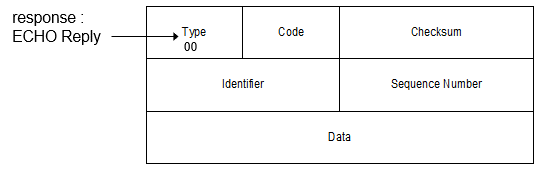 response :
ECHO Reply
Type
00
Code
Checksum
Identifier
Sequence Number
Data